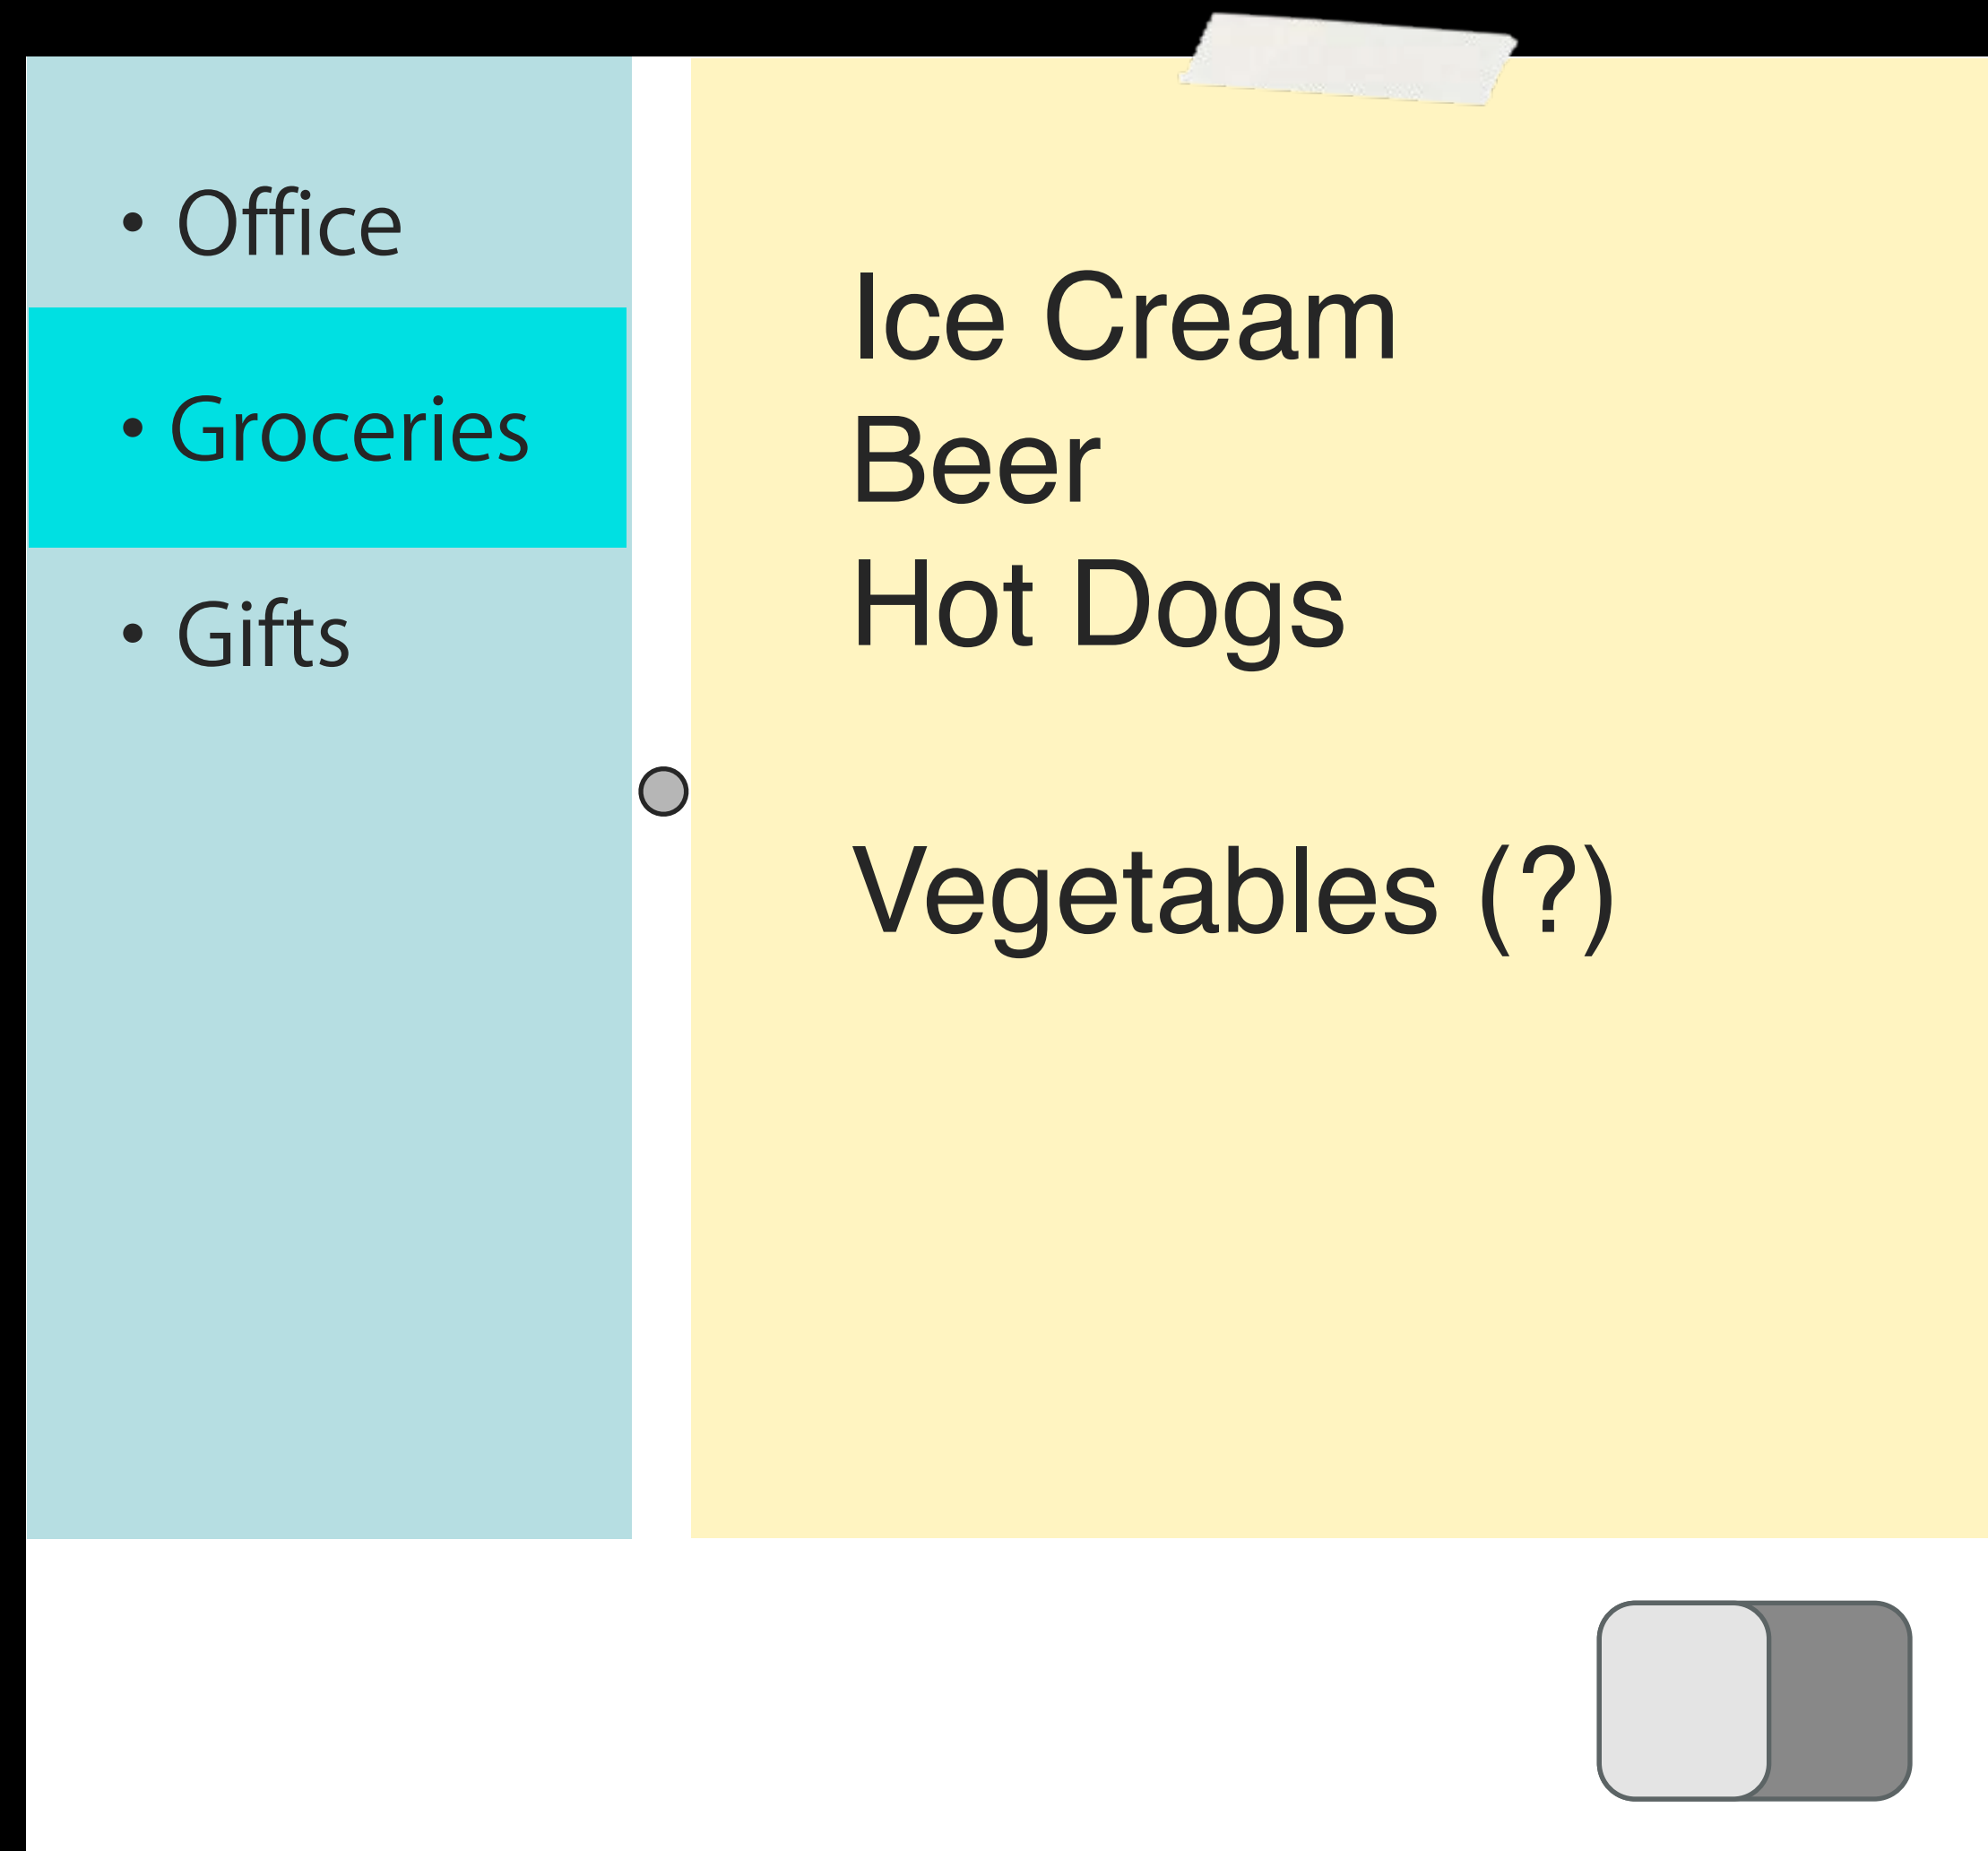 • Office
• Groceries
• Gifts
Ice Cream
Beer
Hot Dogs
Vegetables (?)